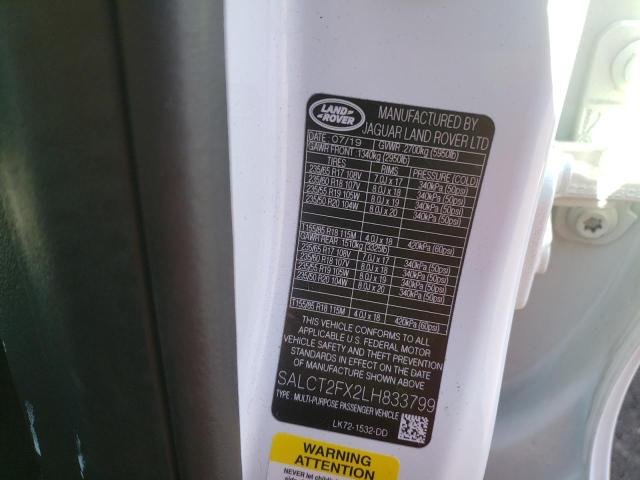 LAND ROVER
MANUFACTURED BY
JAGUAR LAND ROVER LTD
DATE 07/19 GVWR 2700kg (5950lb)
GAWR FRONT 1340kg (2950lb)
TIRES RIMS PRESSURE (COLD)
235/65 R17 108V 7.0J x 17 340kPa (50psi)
235/60 R18 107V 8.0J x 18 340kPa (50psi)
235/55 R19 105W 8.0J x 19 340kPa (50psi)
235/50 R20 104W 8.0J x 20 340kPa (50psi)
T155/85 R18 115M 4.0J x 18 420kPa (60psi)
GAWR REAR 1510kg (3325lb)
235/65 R17 108V 7.0J x 17 340kPa (50psi)
235/60 R18 107V 8.0J x 18 340kPa (50psi)
235/55 R19 105W 8.0J x 19 340kPa (50psi)
235/50 R20 104W 8.0J x 20 340kPa (50psi)
T155/85 R18 115M 4.0J x 18 420kPa (60psi)
THIS VEHICLE CONFORMS TO ALL
APPLICABLE U.S. FEDERAL MOTOR
VEHICLE SAFETY AND THEFT PREVENTION
STANDARDS IN EFFECT ON THE DATE
OF MANUFACTURE SHOWN ABOVE
SALCT2FX2LH833799
TYPE : MULTI-PURPOSE PASSENGER VEHICLE
LK72-1532-DD
WARNING
ATTENTION
NEVER let